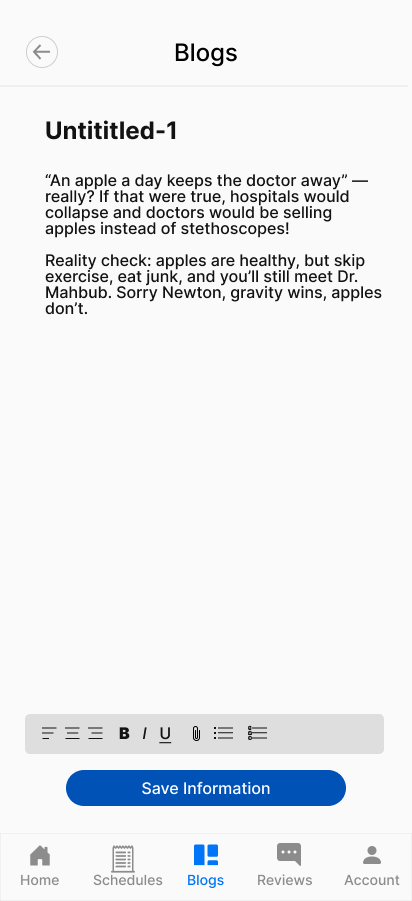 Blogs
Untititled-1
“An apple a day keeps the doctor away” —
really? If that were true, hospitals would
collapse and doctors would be selling
apples instead of stethoscopes!
Reality check: apples are healthy, but skip
exercise, eat junk, and you’ll still meet Dr.
Mahbub. Sorry Newton, gravity wins, apples
don’t.
B I U
Save Information
Home Schedules Blogs Reviews Account